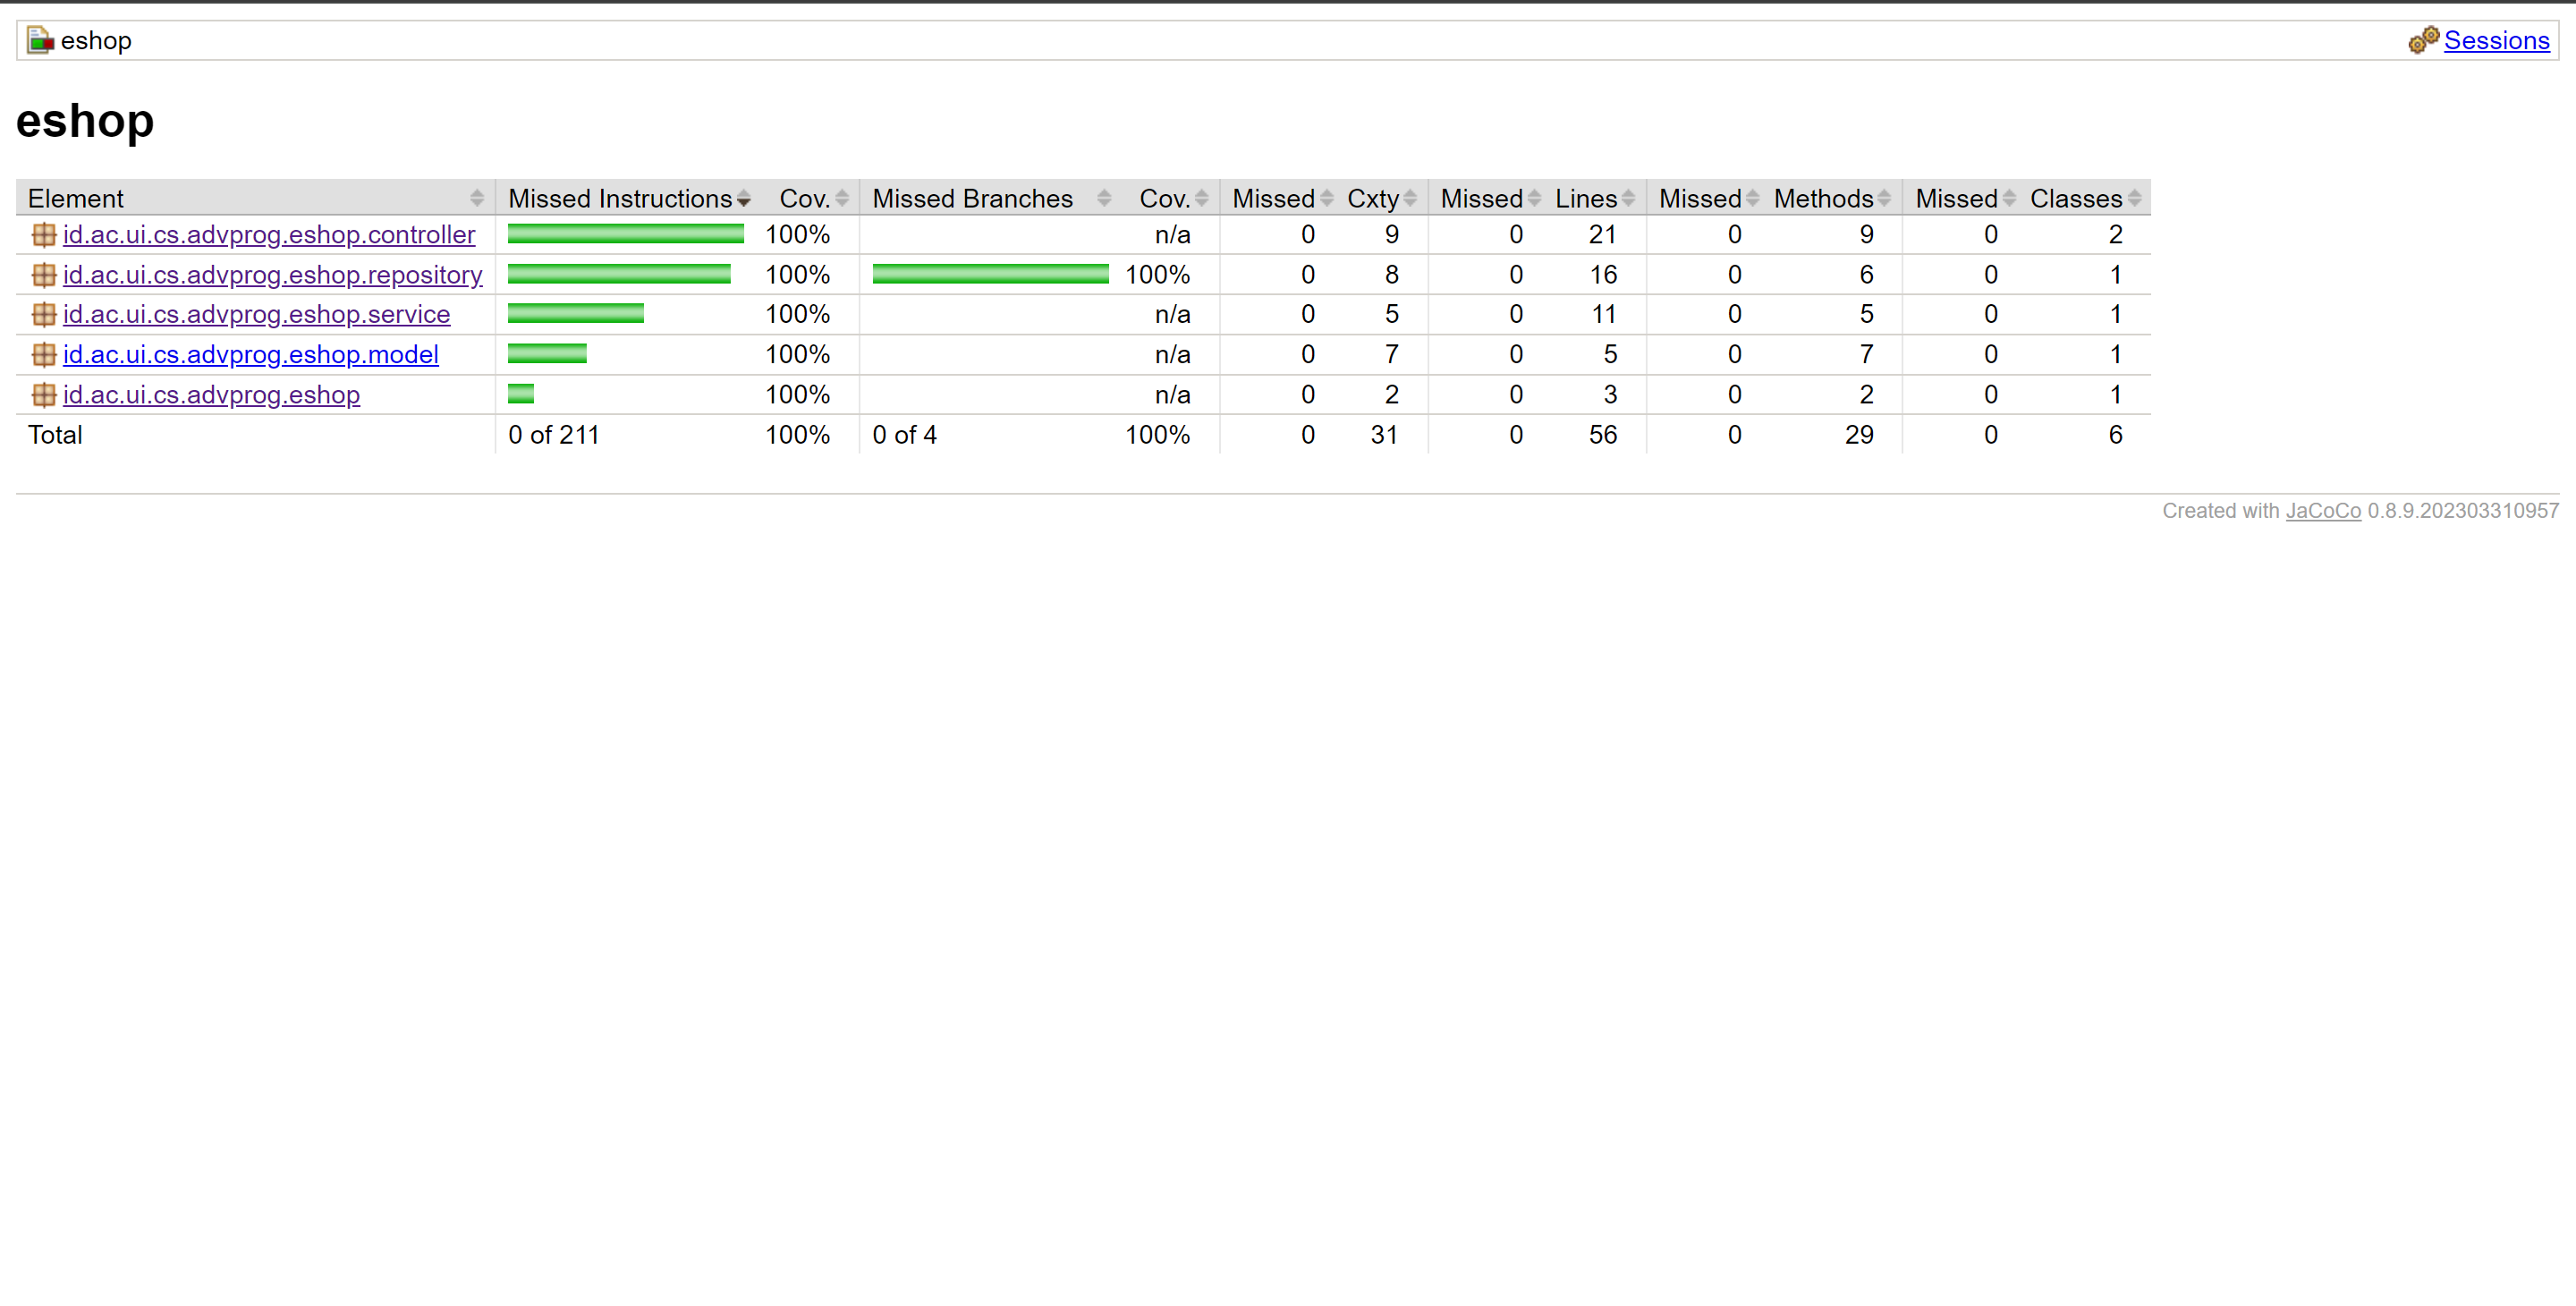 eshop Sessions
eshop
Element Missed Instructions Cov. Missed Branches Cov. Missed Cxty Missed Lines Missed Methods Missed Classes
id.ac.ui.cs.advprog.eshop.controller 100% n/a 0 9 0 21 0 9 0 2
id.ac.ui.cs.advprog.eshop.repository 100% 100% 0 8 0 16 0 6 0 1
id.ac.ui.cs.advprog.eshop.service 100% n/a 0 5 0 11 0 5 0 1
id.ac.ui.cs.advprog.eshop.model 100% n/a 0 7 0 5 0 7 0 1
id.ac.ui.cs.advprog.eshop 100% n/a 0 2 0 3 0 2 0 1
Total 0 of 211 100% 0 of 4 100% 0 31 0 56 0 29 0 6
Created with JaCoCo 0.8.9.202303310957